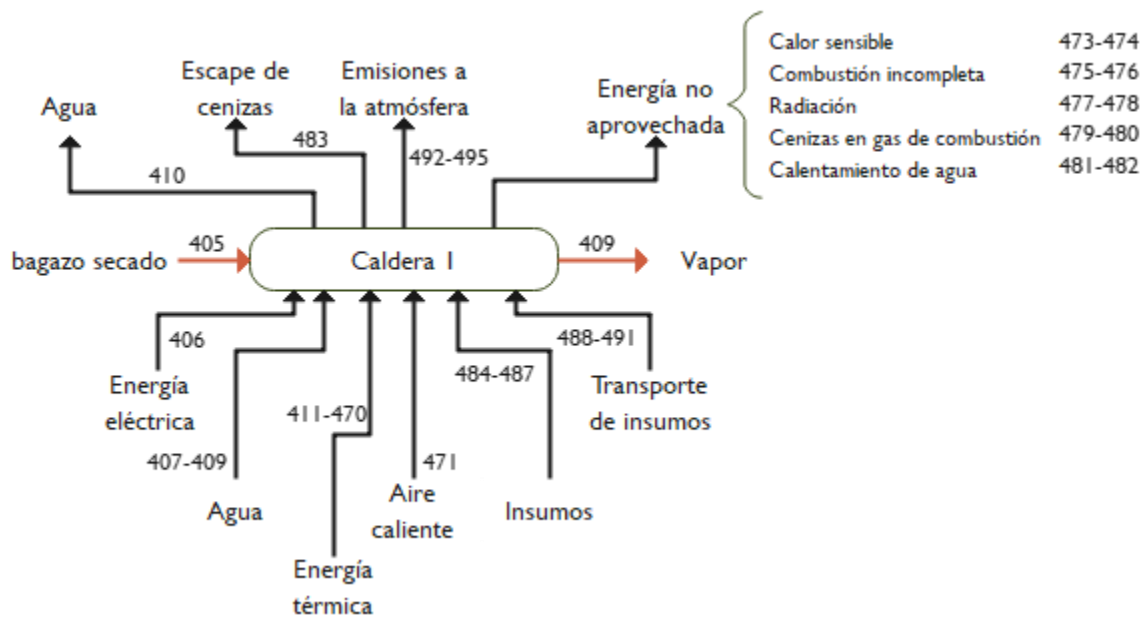 Calor sensible 473-474
Combustión incompleta 475-476
Radiación 477-478
Cenizas en gas de combustión 479-480
Calentamiento de agua 481-482
Energía no
aprovechada
Agua
Escape de
cenizas
Emisiones a
la atmósfera
410
483
492-495
bagazo secado
405
Caldera 1
409
Vapor
406
Energía
eléctrica
407-409
Agua
411-470
Energía
térmica
471
Aire
caliente
484-487
Insumos
488-491
Transporte
de insumos